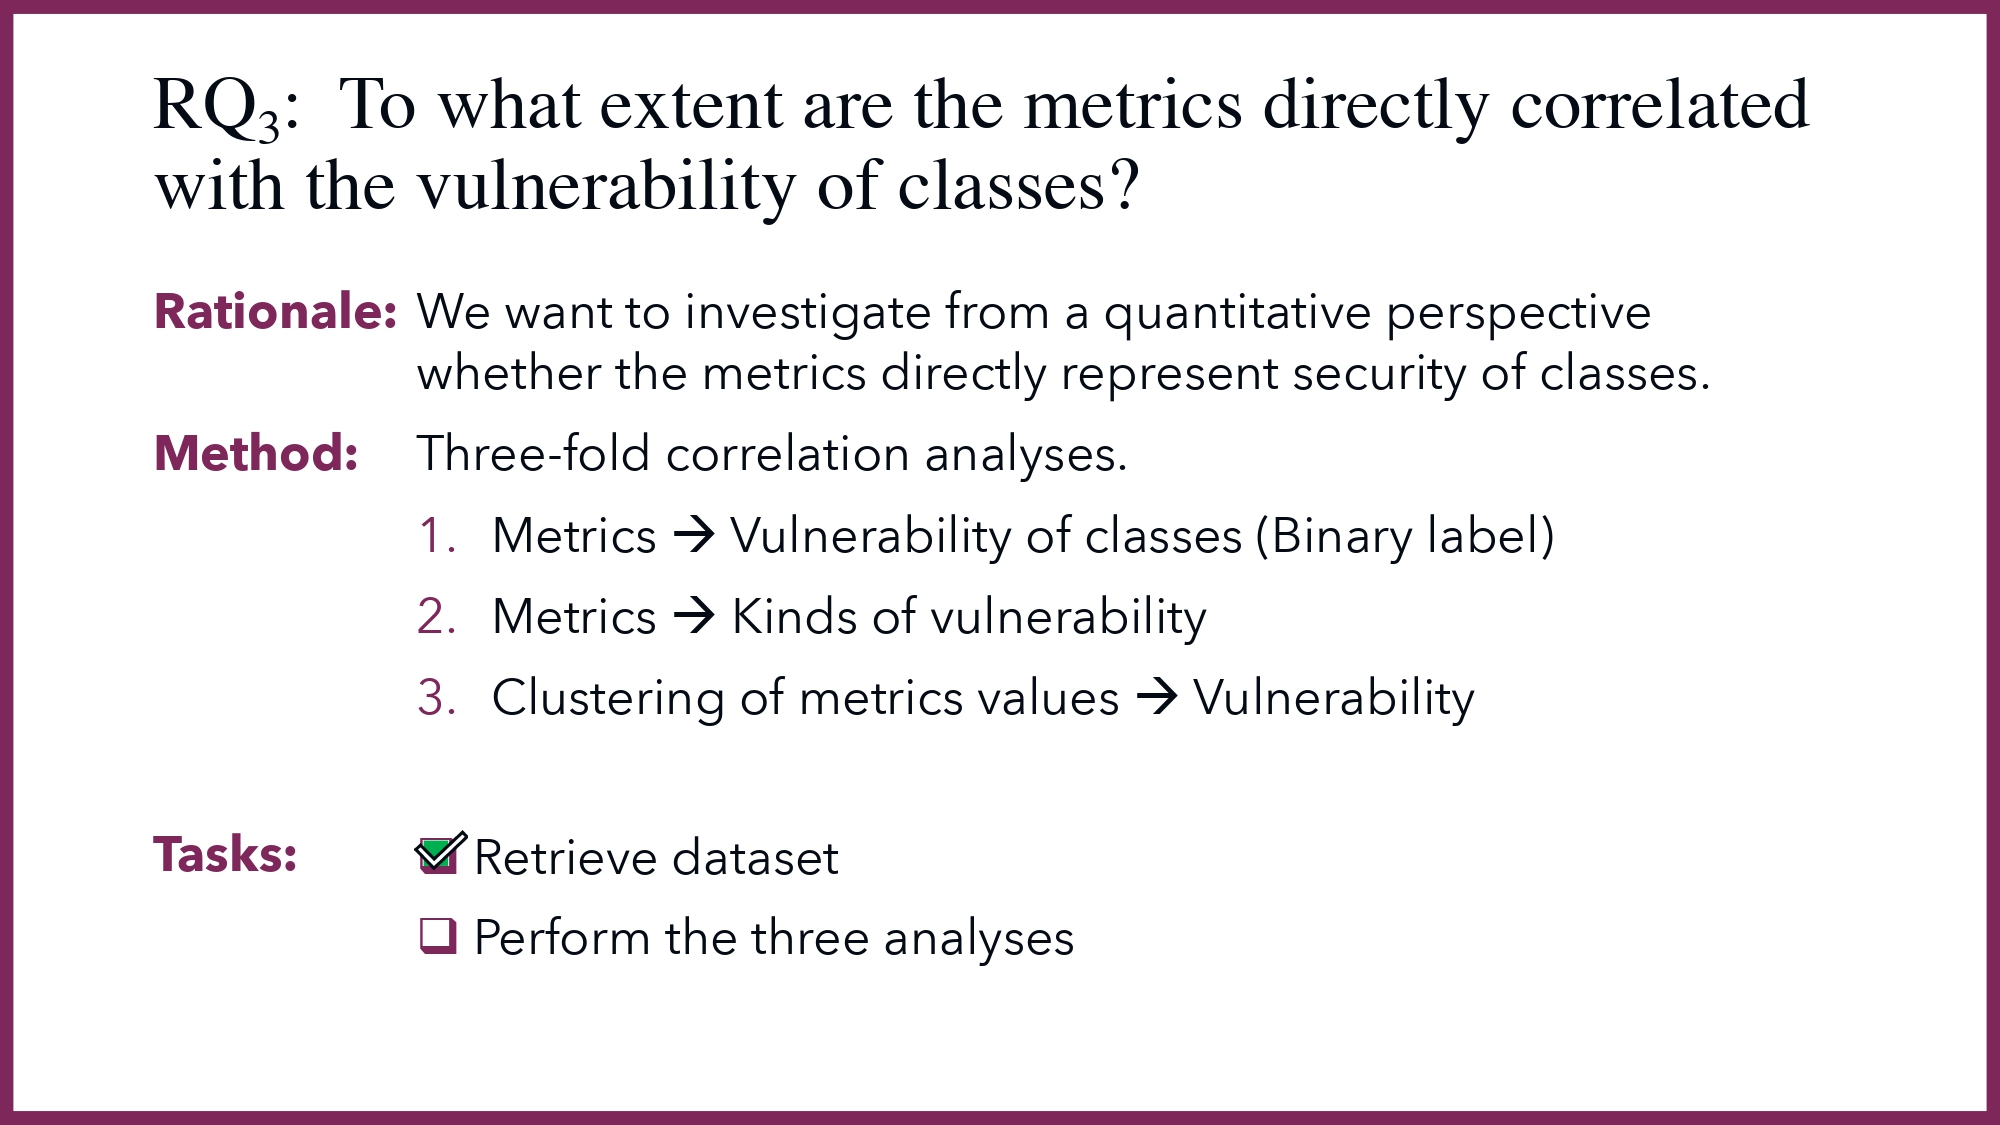 RQ₃: To what extent are the metrics directly correlated
with the vulnerability of classes?
Rationale: We want to investigate from a quantitative perspective
whether the metrics directly represent security of classes.
Method: Three-fold correlation analyses.
1. Metrics → Vulnerability of classes (Binary label)
2. Metrics → Kinds of vulnerability
3. Clustering of metrics values → Vulnerability
Tasks: Retrieve dataset
Perform the three analyses